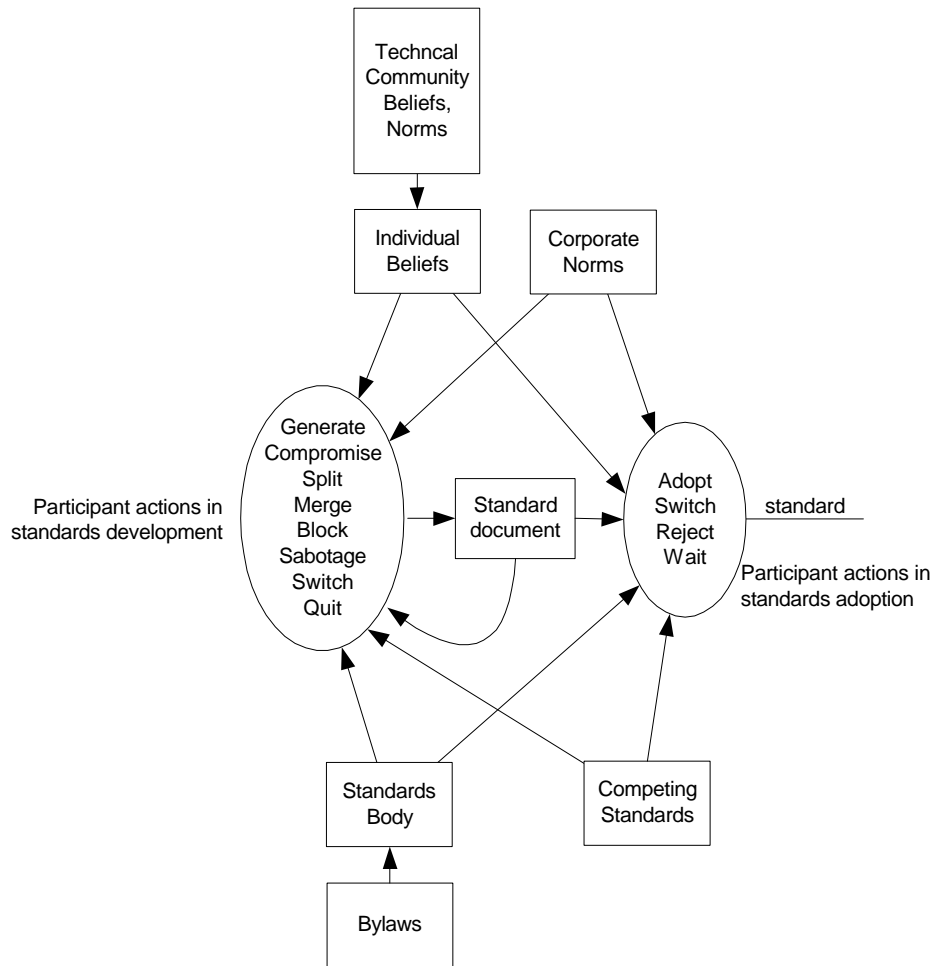 Techncal
Community
Beliefs,
Norms
Individual
Beliefs
Corporate
Norms
Generate
Compromise
Split
Merge
Block
Sabotage
Switch
Quit
Participant actions in
standards development
Standard
document
Adopt
Switch
Reject
Wait
standard
Participant actions in
standards adoption
Standards
Body
Competing
Standards
Bylaws